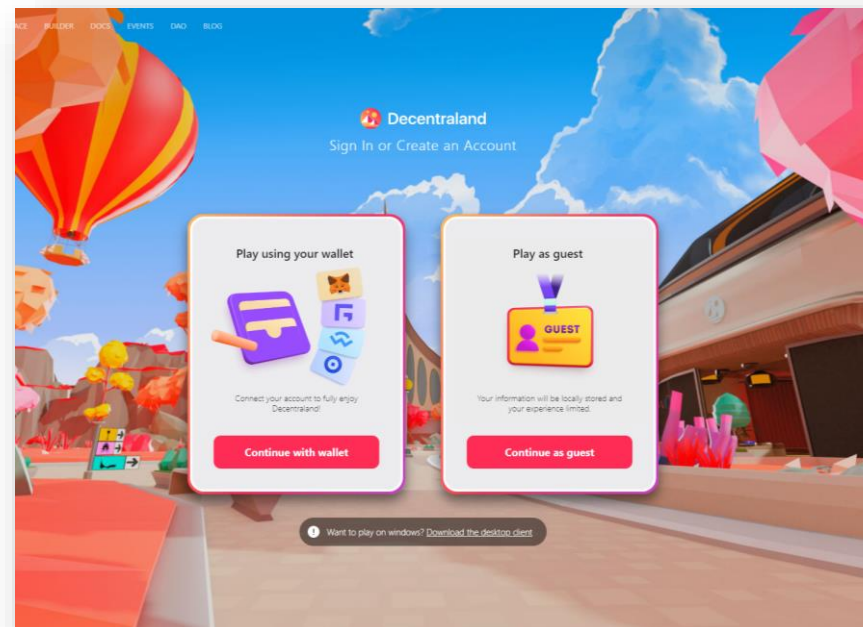 BUILDER DOCS EVENTS DAO BLOG
Decentraland
Sign In or Create an Account
Play using your wallet
Connect your account to fully enjoy
Decentraland!
Continue with wallet
Play as guest
GUEST
Your information will be locally stored and
your experience limited.
Continue as guest
Want to play on windows? Download the desktop client